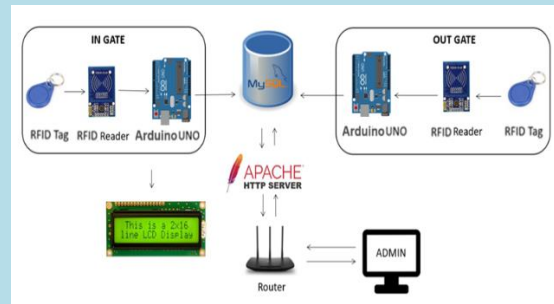 IN GATE
OUT GATE
RFID Tag
RFID Reader
Arduino UNO
MySQL
Arduino UNO
RFID Reader
RFID Tag
APACHE
HTTP SERVER
This is a 2x16
line LCD Display
Router
ADMIN